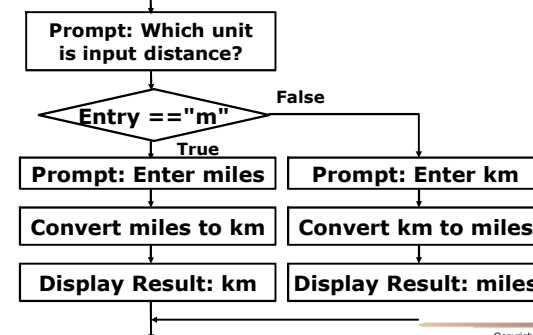 Prompt: Which unit
is input distance?
Entry =="m"
False
True
Prompt: Enter miles
Prompt: Enter km
Convert miles to km
Convert km to miles
Display Result: km
Display Result: miles